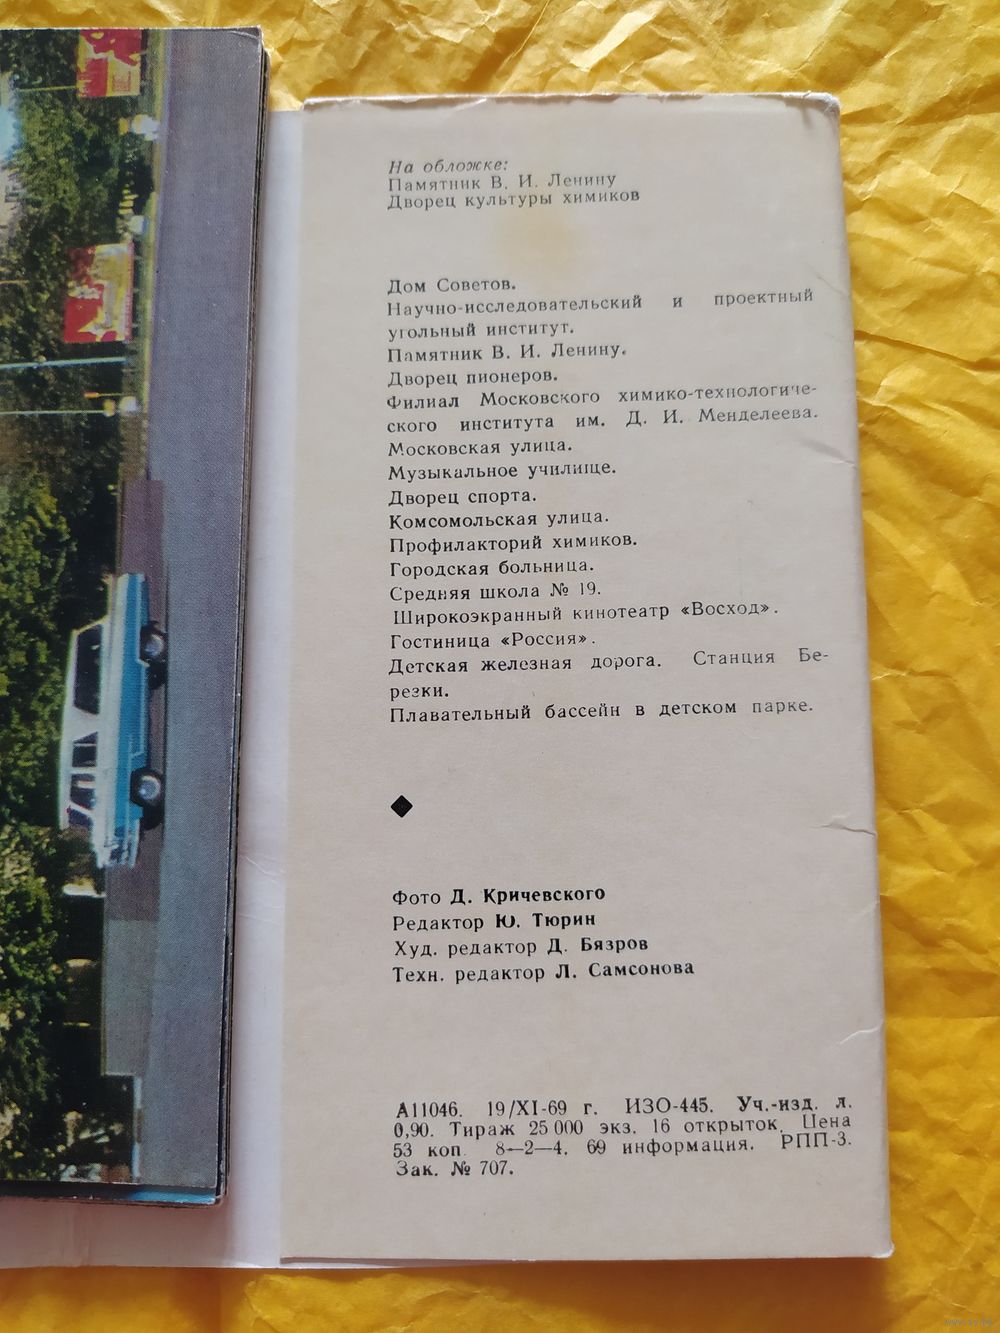 На обложке:
Памятник В. И. Ленину
Дворец культуры химиков
Дом Советов.
Научно-исследовательский и проектный
угольный институт.
Памятник В. И. Ленину.
Дворец пионеров.
Филиал Московского химико-технологиче-
ского института им. Д. И. Менделеева.
Московская улица.
Музыкальное училище.
Дворец спорта.
Комсомольская улица.
Профилакторий химиков.
Городская больница.
Средняя школа № 19.
Широкоэкранный кинотеатр «Восход».
Гостиница «Россия».
Детская железная дорога. Станция Бе-
резки.
Плавательный бассейн в детском парке.
Фото Д. Кричевского
Редактор Ю. Тюрин
Худ. редактор Д. Бязров
Техн. редактор Л. Самсонова
А11046. 19/XI-69 г. ИЗО-445. Уч.-изд. л.
0,90. Тираж 25 000 экз. 16 открыток. Цена
53 коп. 8—2—4. 69 информация. РПП-3.
Зак. № 707.